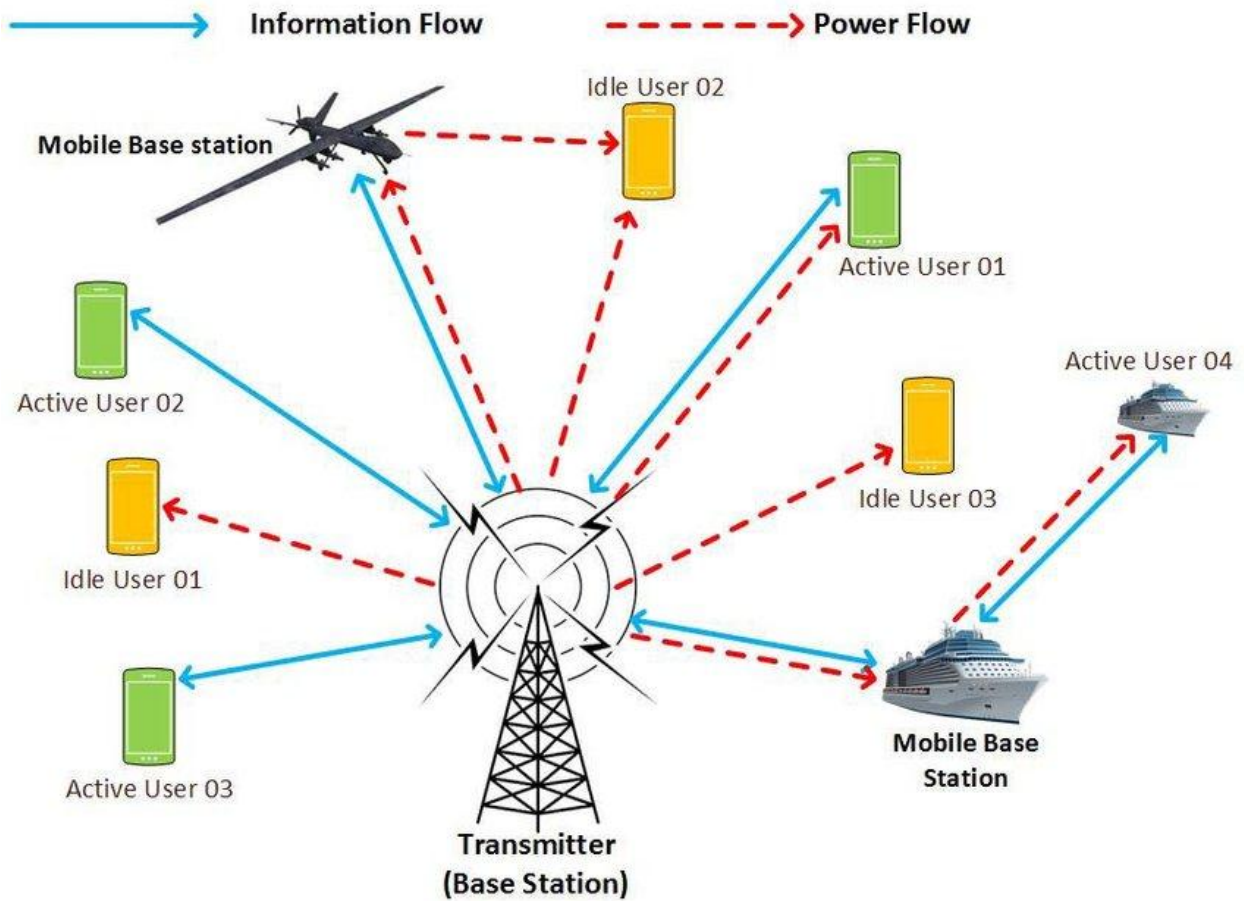 Information Flow
Power Flow
Idle User 02
Mobile Base station
Active User 01
Active User 04
Active User 02
Idle User 03
Idle User 01
Active User 03
Mobile Base
Station
Transmitter
(Base Station)